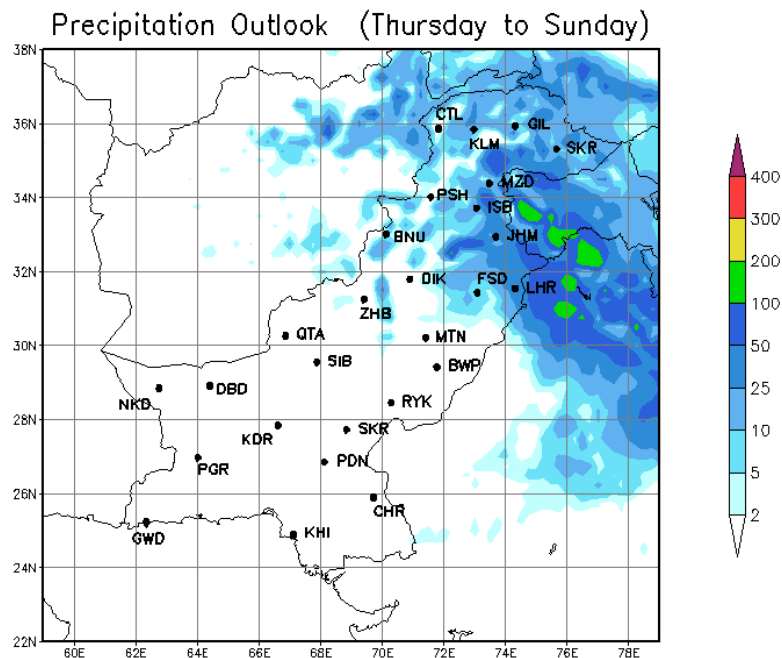 Precipitation Outlook (Thursday to Sunday)
38N
36N
34N
32N
30N
28N
26N
24N
22N
CTL
GIL
KLM
SKR
MZD
PSH
ISB
BNU
JHM
DIK
FSD
LHR
ZHB
QTA
MTN
SIB
BWP
NKD
DBD
RYK
KDR
SKR
PGR
PDN
CHR
GWD
KHI
60E 62E 64E 66E 68E 70E 72E 74E 76E 78E
400
300
200
100
50
25
10
5
2